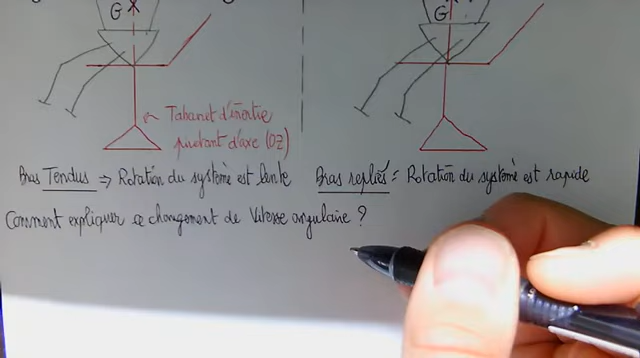 G
G
Tabouret d'inertie
pivotant d'axe (OZ)
Bras Tendus => Rotation du système est lente
Bras repliés = Rotation du système est rapide
Comment expliquer ce changement de vitesse angulaire ?